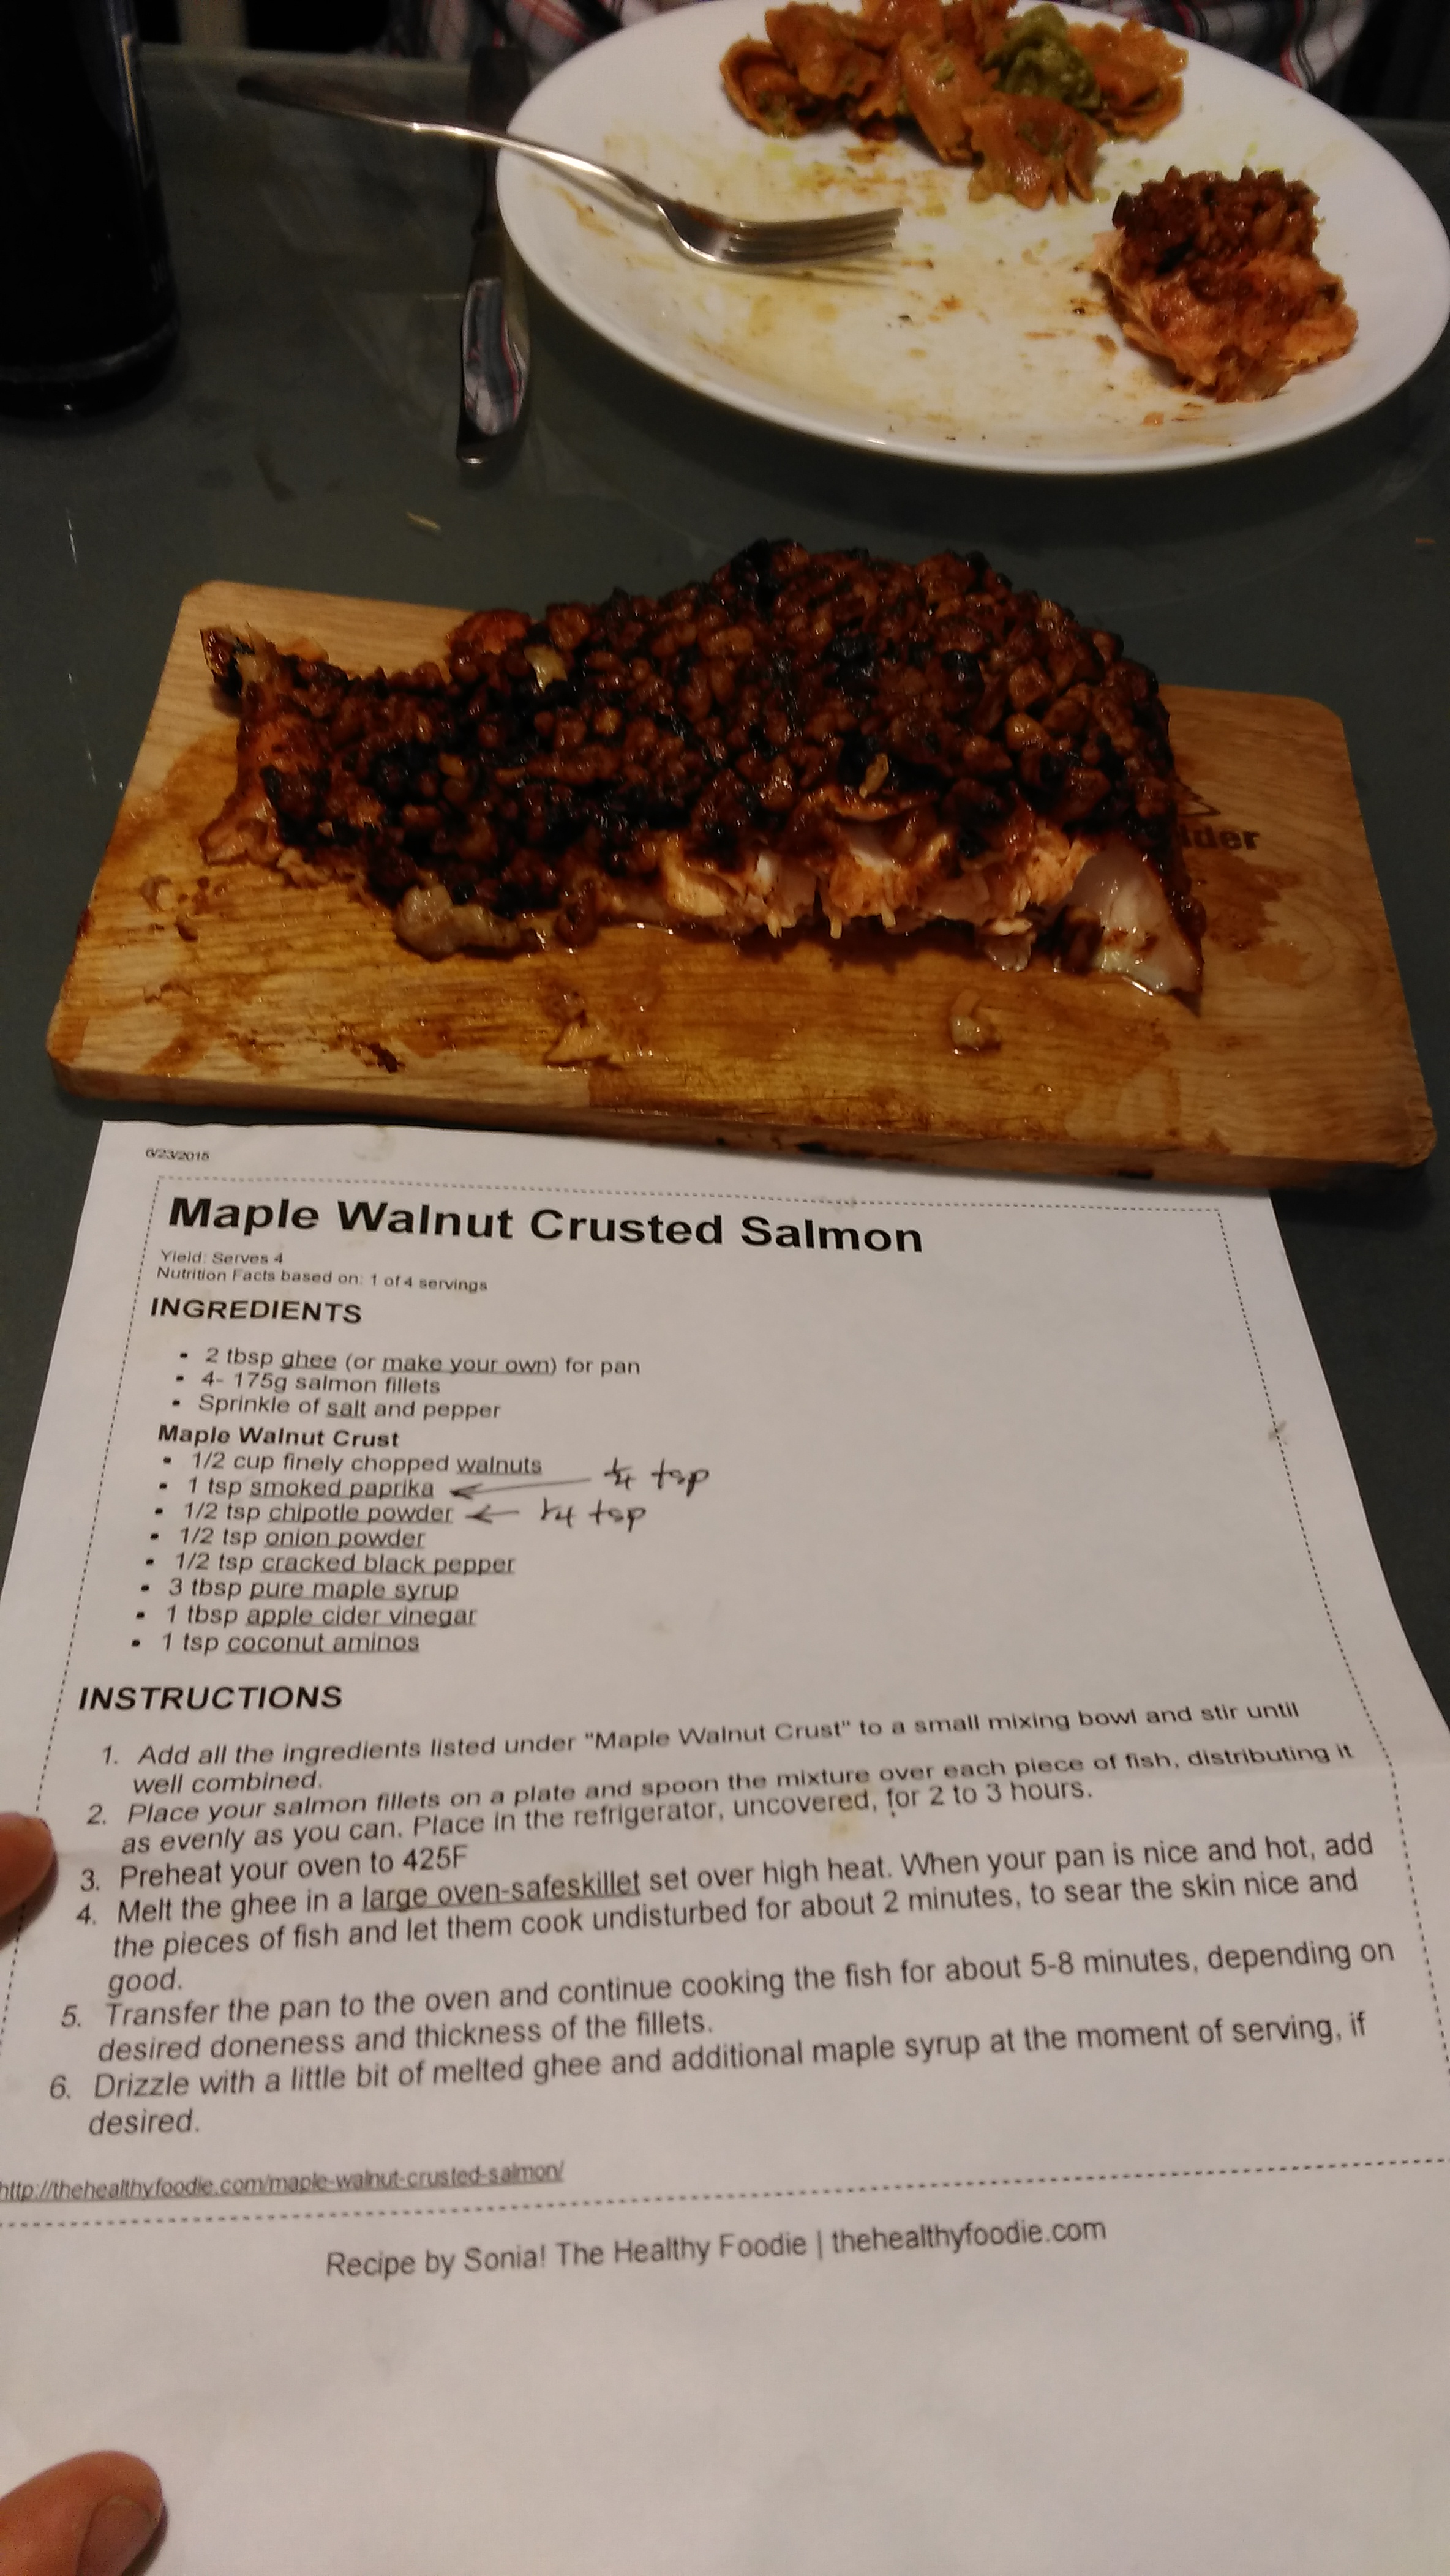 lder
6/23/2015
Maple Walnut Crusted Salmon
Yield: Serves 4
Nutrition Facts based on: 1 of 4 servings
INGREDIENTS
• 2 tbsp ghee (or make your own) for pan
• 4- 175g salmon fillets
• Sprinkle of salt and pepper
Maple Walnut Crust
• 1/2 cup finely chopped walnuts
• 1 tsp smoked paprika ← 1/4 tsp
• 1/2 tsp chipotle powder ← 1/4 tsp
• 1/2 tsp onion powder
• 1/2 tsp cracked black pepper
• 3 tbsp pure maple syrup
• 1 tbsp apple cider vinegar
• 1 tsp coconut aminos
INSTRUCTIONS
1. Add all the ingredients listed under "Maple Walnut Crust" to a small mixing bowl and stir until
well combined.
2. Place your salmon fillets on a plate and spoon the mixture over each piece of fish, distributing it
as evenly as you can. Place in the refrigerator, uncovered, for 2 to 3 hours.
3. Preheat your oven to 425F
4. Melt the ghee in a large oven-safeskillet set over high heat. When your pan is nice and hot, add
the pieces of fish and let them cook undisturbed for about 2 minutes, to sear the skin nice and
good.
5. Transfer the pan to the oven and continue cooking the fish for about 5-8 minutes, depending on
desired doneness and thickness of the fillets.
6. Drizzle with a little bit of melted ghee and additional maple syrup at the moment of serving, if
desired.
http://thehealthyfoodie.com/maple-walnut-crusted-salmon/
Recipe by Sonia! The Healthy Foodie | thehealthyfoodie.com